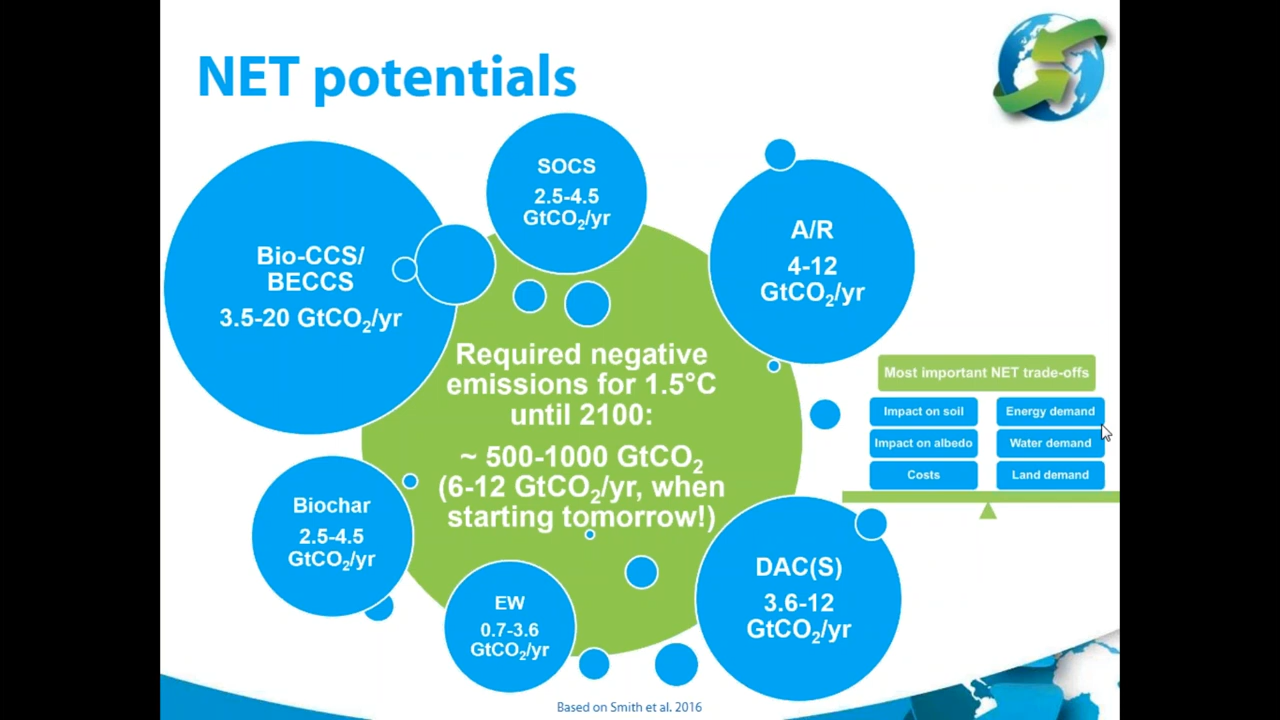 NET potentials
SOCS
2.5-4.5
GtCO₂/yr
A/R
4-12
GtCO₂/yr
Bio-CCS/
BECCS
3.5-20 GtCO₂/yr
Required negative
emissions for 1.5°C
until 2100:
~ 500-1000 GtCO₂
(6-12 GtCO₂/yr, when
starting tomorrow!)
Most important NET trade-offs
Impact on soil
Energy demand
Impact on albedo
Water demand
Costs
Land demand
Biochar
2.5-4.5
GtCO₂/yr
EW
0.7-3.6
GtCO₂/yr
DAC(S)
3.6-12
GtCO₂/yr
Based on Smith et al. 2016